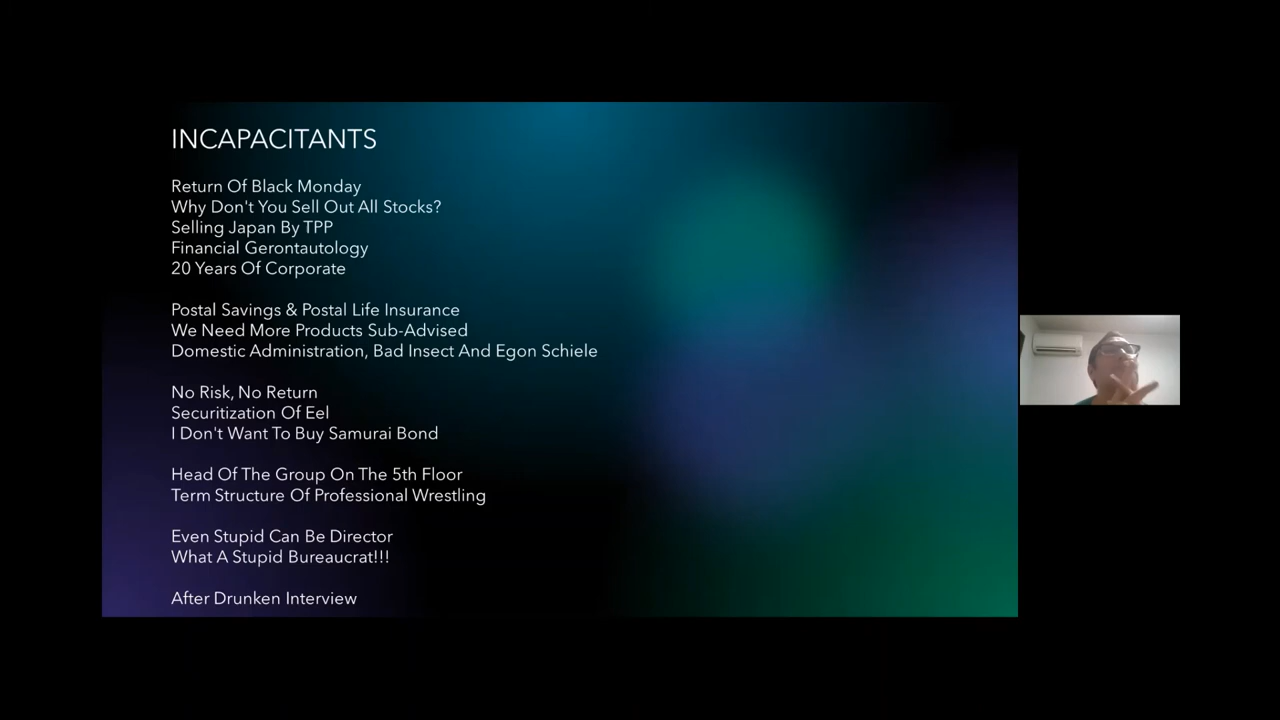 INCAPACITANTS
Return Of Black Monday
Why Don't You Sell Out All Stocks?
Selling Japan By TPP
Financial Gerontautology
20 Years Of Corporate
Postal Savings & Postal Life Insurance
We Need More Products Sub-Advised
Domestic Administration, Bad Insect And Egon Schiele
No Risk, No Return
Securitization Of Eel
I Don't Want To Buy Samurai Bond
Head Of The Group On The 5th Floor
Term Structure Of Professional Wrestling
Even Stupid Can Be Director
What A Stupid Bureaucrat!!!
After Drunken Interview